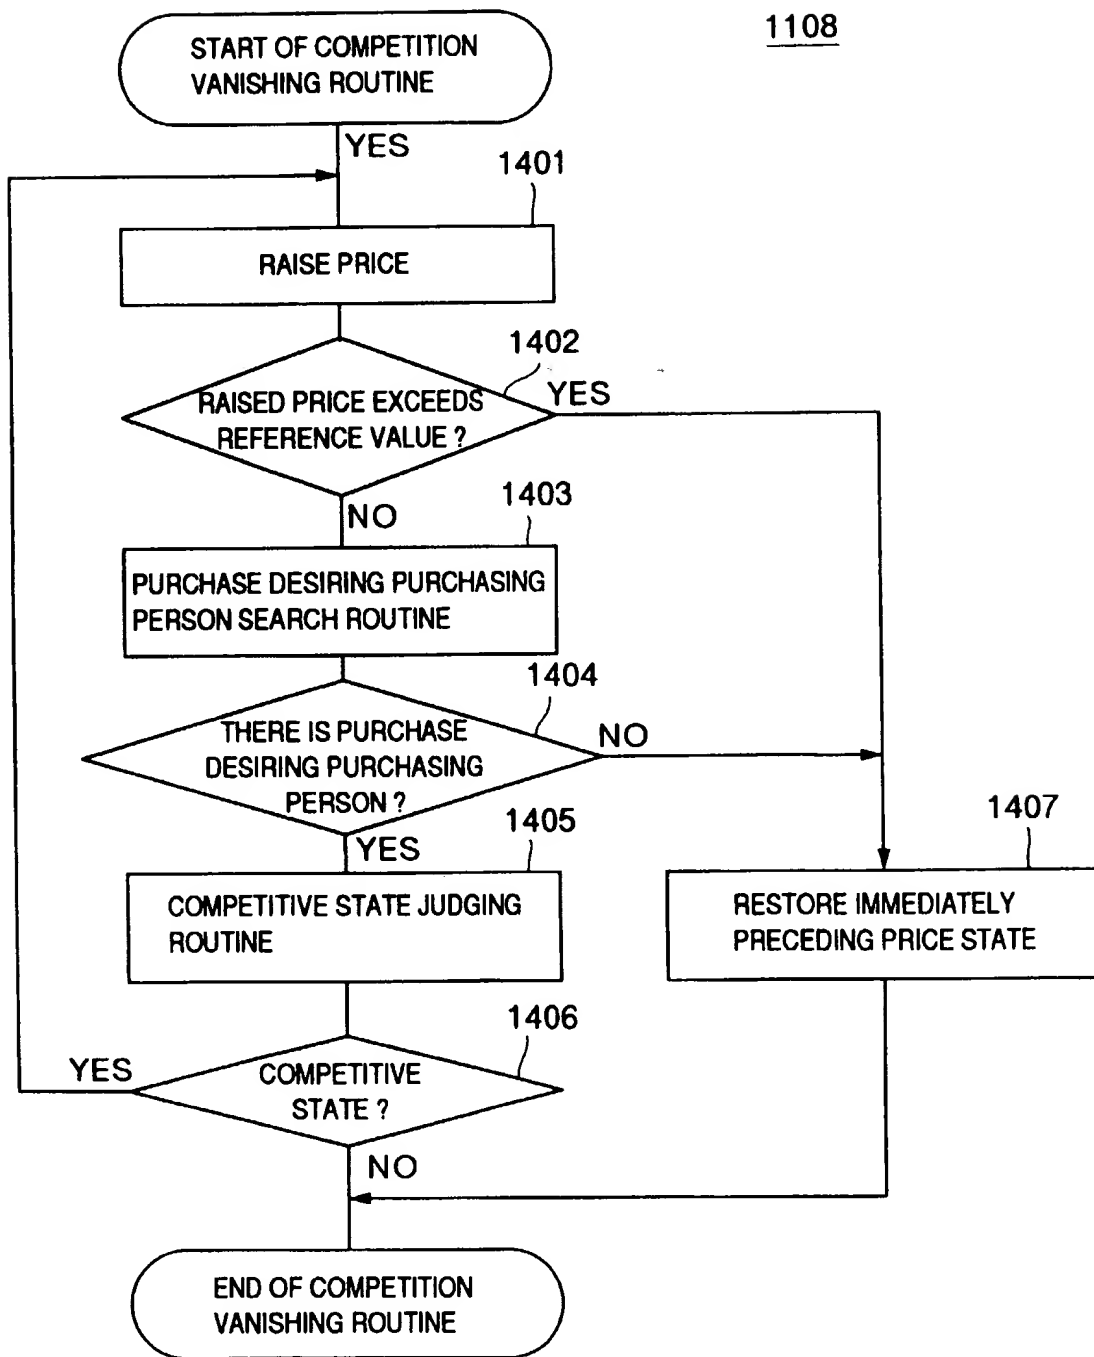 1108
START OF COMPETITION
VANISHING ROUTINE
YES
1401
RAISE PRICE
1402
RAISED PRICE EXCEEDS
REFERENCE VALUE ?
YES
NO
1403
PURCHASE DESIRING PURCHASING
PERSON SEARCH ROUTINE
1404
THERE IS PURCHASE
DESIRING PURCHASING
PERSON ?
NO
YES
1405
COMPETITIVE STATE JUDGING
ROUTINE
1407
RESTORE IMMEDIATELY
PRECEDING PRICE STATE
1406
COMPETITIVE
STATE ?
YES
NO
END OF COMPETITION
VANISHING ROUTINE